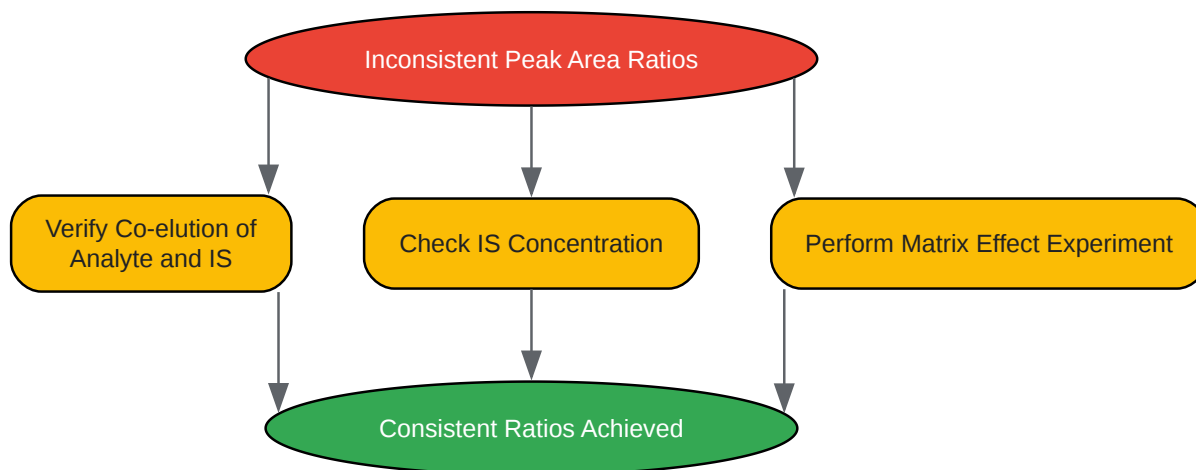 Inconsistent Peak Area Ratios
Verify Co-elution of
Analyte and IS
Check IS Concentration
Perform Matrix Effect Experiment
Consistent Ratios Achieved